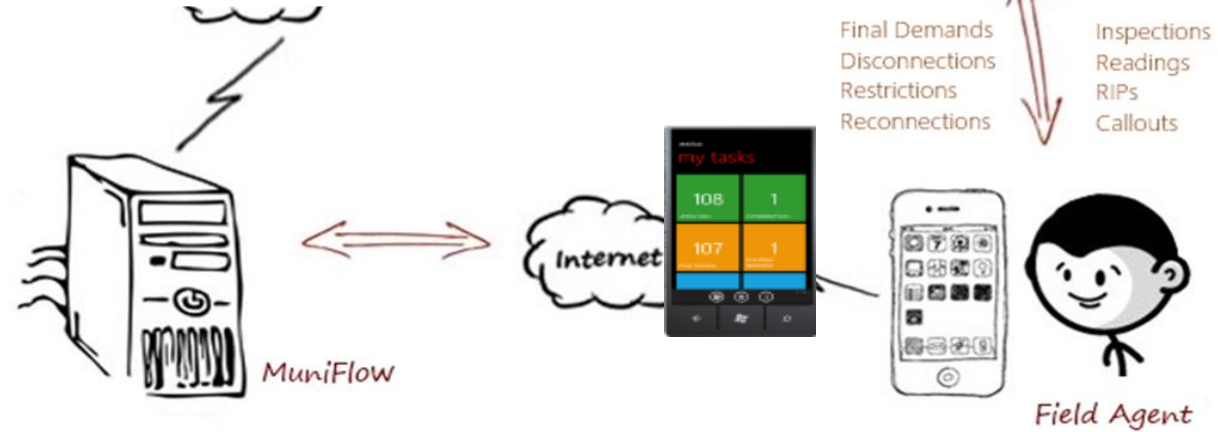 Final Demands
Disconnections
Restrictions
Reconnections
Inspections
Readings
RIPs
Callouts
my tasks
108
1
107
1
Internet
7
MuniFlow
Field Agent